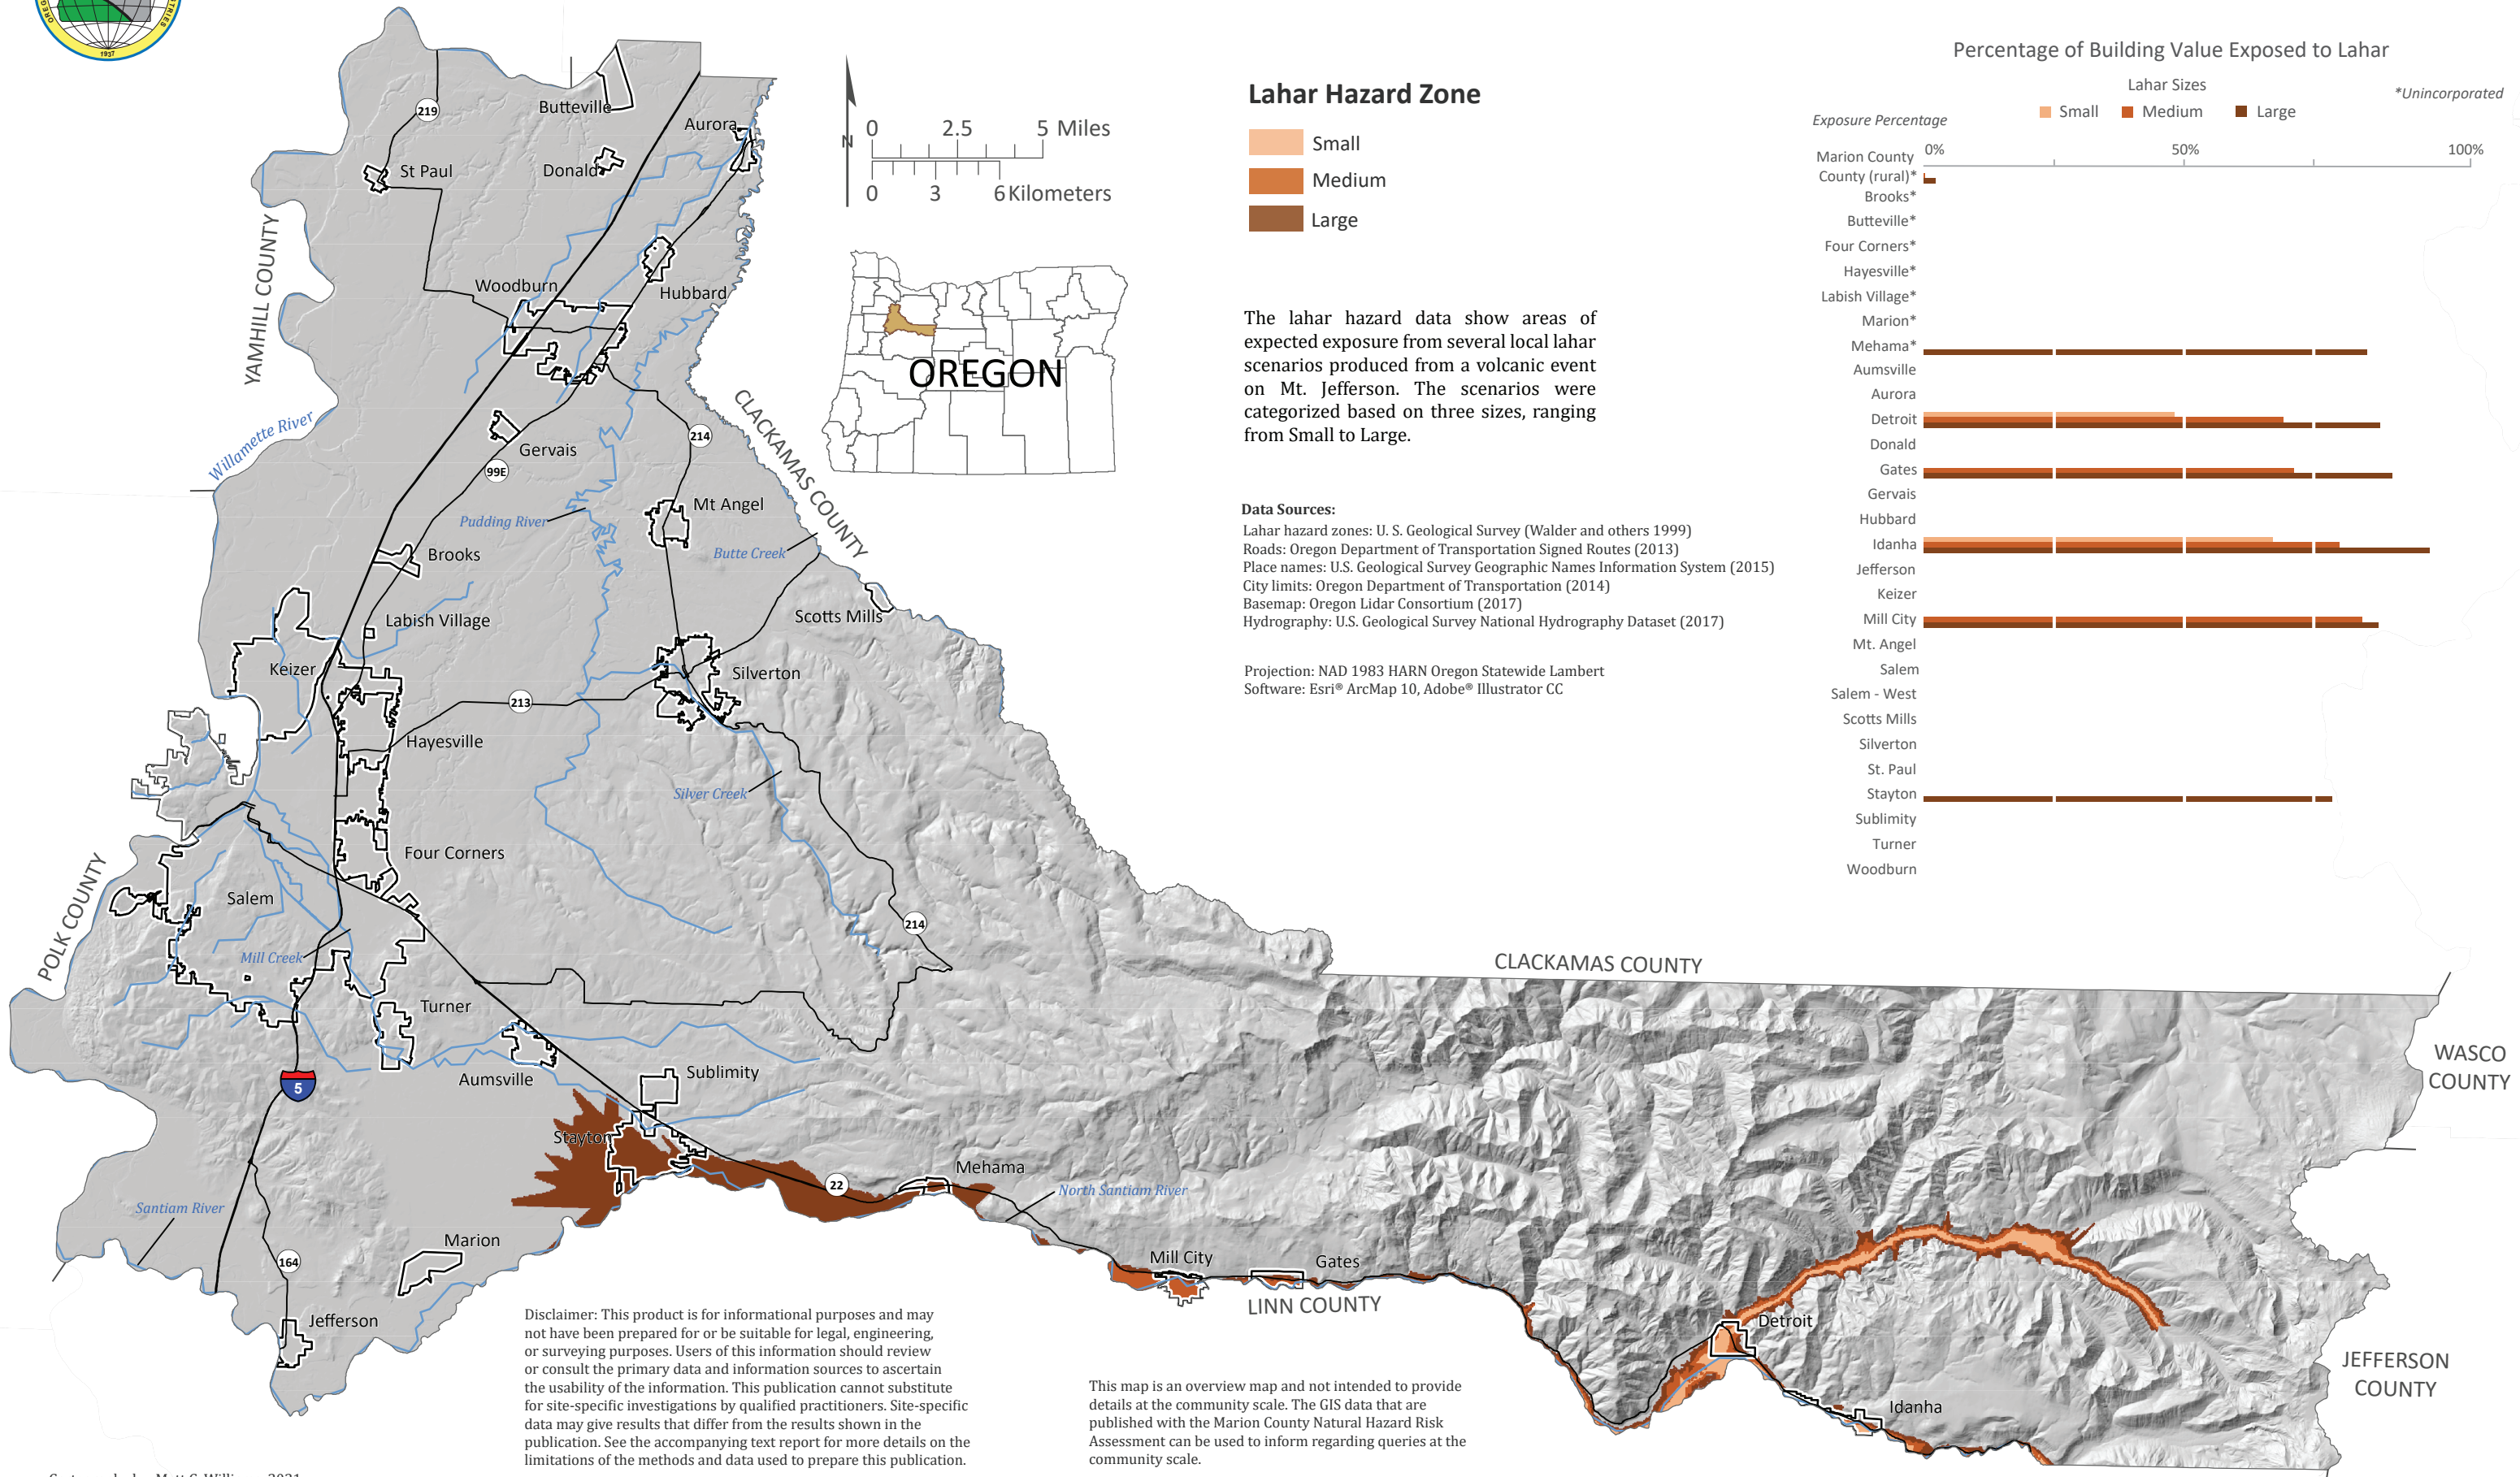 1937
219
Butteville
Aurora
St Paul
Donald
YAMHILL COUNTY
Woodburn
Hubbard
Willamette River
Gervais
99E
214
CLACKAMAS COUNTY
Mt Angel
Pudding River
Butte Creek
Brooks
Labish Village
Scotts Mills
Keizer
Silverton
213
Hayesville
Silver Creek
Four Corners
POLK COUNTY
Salem
214
Mill Creek
CLACKAMAS COUNTY
Turner
WASCO
COUNTY
5
Aumsville
Sublimity
Stayton
Mehama
22
North Santiam River
Santiam River
Marion
164
Mill City
Gates
LINN COUNTY
Jefferson
Detroit
JEFFERSON
COUNTY
Idanha
N
0 2.5 5 Miles
0 3 6 Kilometers
OREGON
Lahar Hazard Zone
Small
Medium
Large
The lahar hazard data show areas of
expected exposure from several local lahar
scenarios produced from a volcanic event
on Mt. Jefferson. The scenarios were
categorized based on three sizes, ranging
from Small to Large.
Data Sources:
Lahar hazard zones: U. S. Geological Survey (Walder and others 1999)
Roads: Oregon Department of Transportation Signed Routes (2013)
Place names: U.S. Geological Survey Geographic Names Information System (2015)
City limits: Oregon Department of Transportation (2014)
Basemap: Oregon Lidar Consortium (2017)
Hydrography: U.S. Geological Survey National Hydrography Dataset (2017)
Projection: NAD 1983 HARN Oregon Statewide Lambert
Software: Esri® ArcMap 10, Adobe® Illustrator CC
Percentage of Building Value Exposed to Lahar
Lahar Sizes
*Unincorporated
Small Medium Large
Exposure Percentage
0% 50% 100%
Marion County
County (rural)*
Brooks*
Butteville*
Four Corners*
Hayesville*
Labish Village*
Marion*
Mehama*
Aumsville
Aurora
Detroit
Donald
Gates
Gervais
Hubbard
Idanha
Jefferson
Keizer
Mill City
Mt. Angel
Salem
Salem - West
Scotts Mills
Silverton
St. Paul
Stayton
Sublimity
Turner
Woodburn
Disclaimer: This product is for informational purposes and may
not have been prepared for or be suitable for legal, engineering,
or surveying purposes. Users of this information should review
or consult the primary data and information sources to ascertain
the usability of the information. This publication cannot substitute
for site-specific investigations by qualified practitioners. Site-specific
data may give results that differ from the results shown in the
publication. See the accompanying text report for more details on the
limitations of the methods and data used to prepare this publication.
This map is an overview map and not intended to provide
details at the community scale. The GIS data that are
published with the Marion County Natural Hazard Risk
Assessment can be used to inform regarding queries at the
community scale.